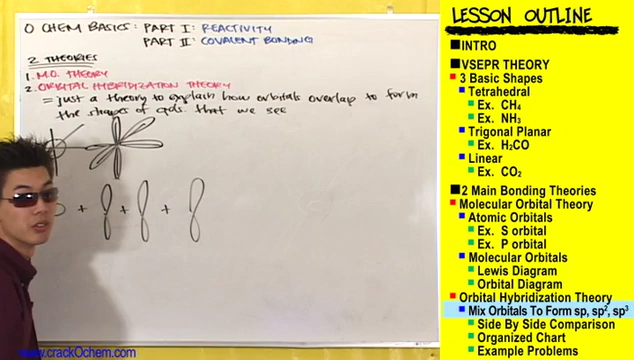 O CHEM BASICS: PART I: REACTIVITY
PART II: COVALENT BONDING
2 THEORIES
1. M.O. THEORY
2. ORBITAL HYBRIDIZATION THEORY
= just a theory to explain how orbitals overlap to form
the shapes of cpds. that we see
www.crackOchem.com
LESSON OUTLINE
INTRO
VSEPR THEORY
3 Basic Shapes
Tetrahedral
Ex. CH₄
Ex. NH₃
Trigonal Planar
Ex. H₂CO
Linear
Ex. CO₂
2 Main Bonding Theories
Molecular Orbital Theory
Atomic Orbitals
Ex. S orbital
Ex. P orbital
Molecular Orbitals
Lewis Diagram
Orbital Diagram
Orbital Hybridization Theory
Mix Orbitals To Form sp, sp², sp³
Side By Side Comparison
Organized Chart
Example Problems